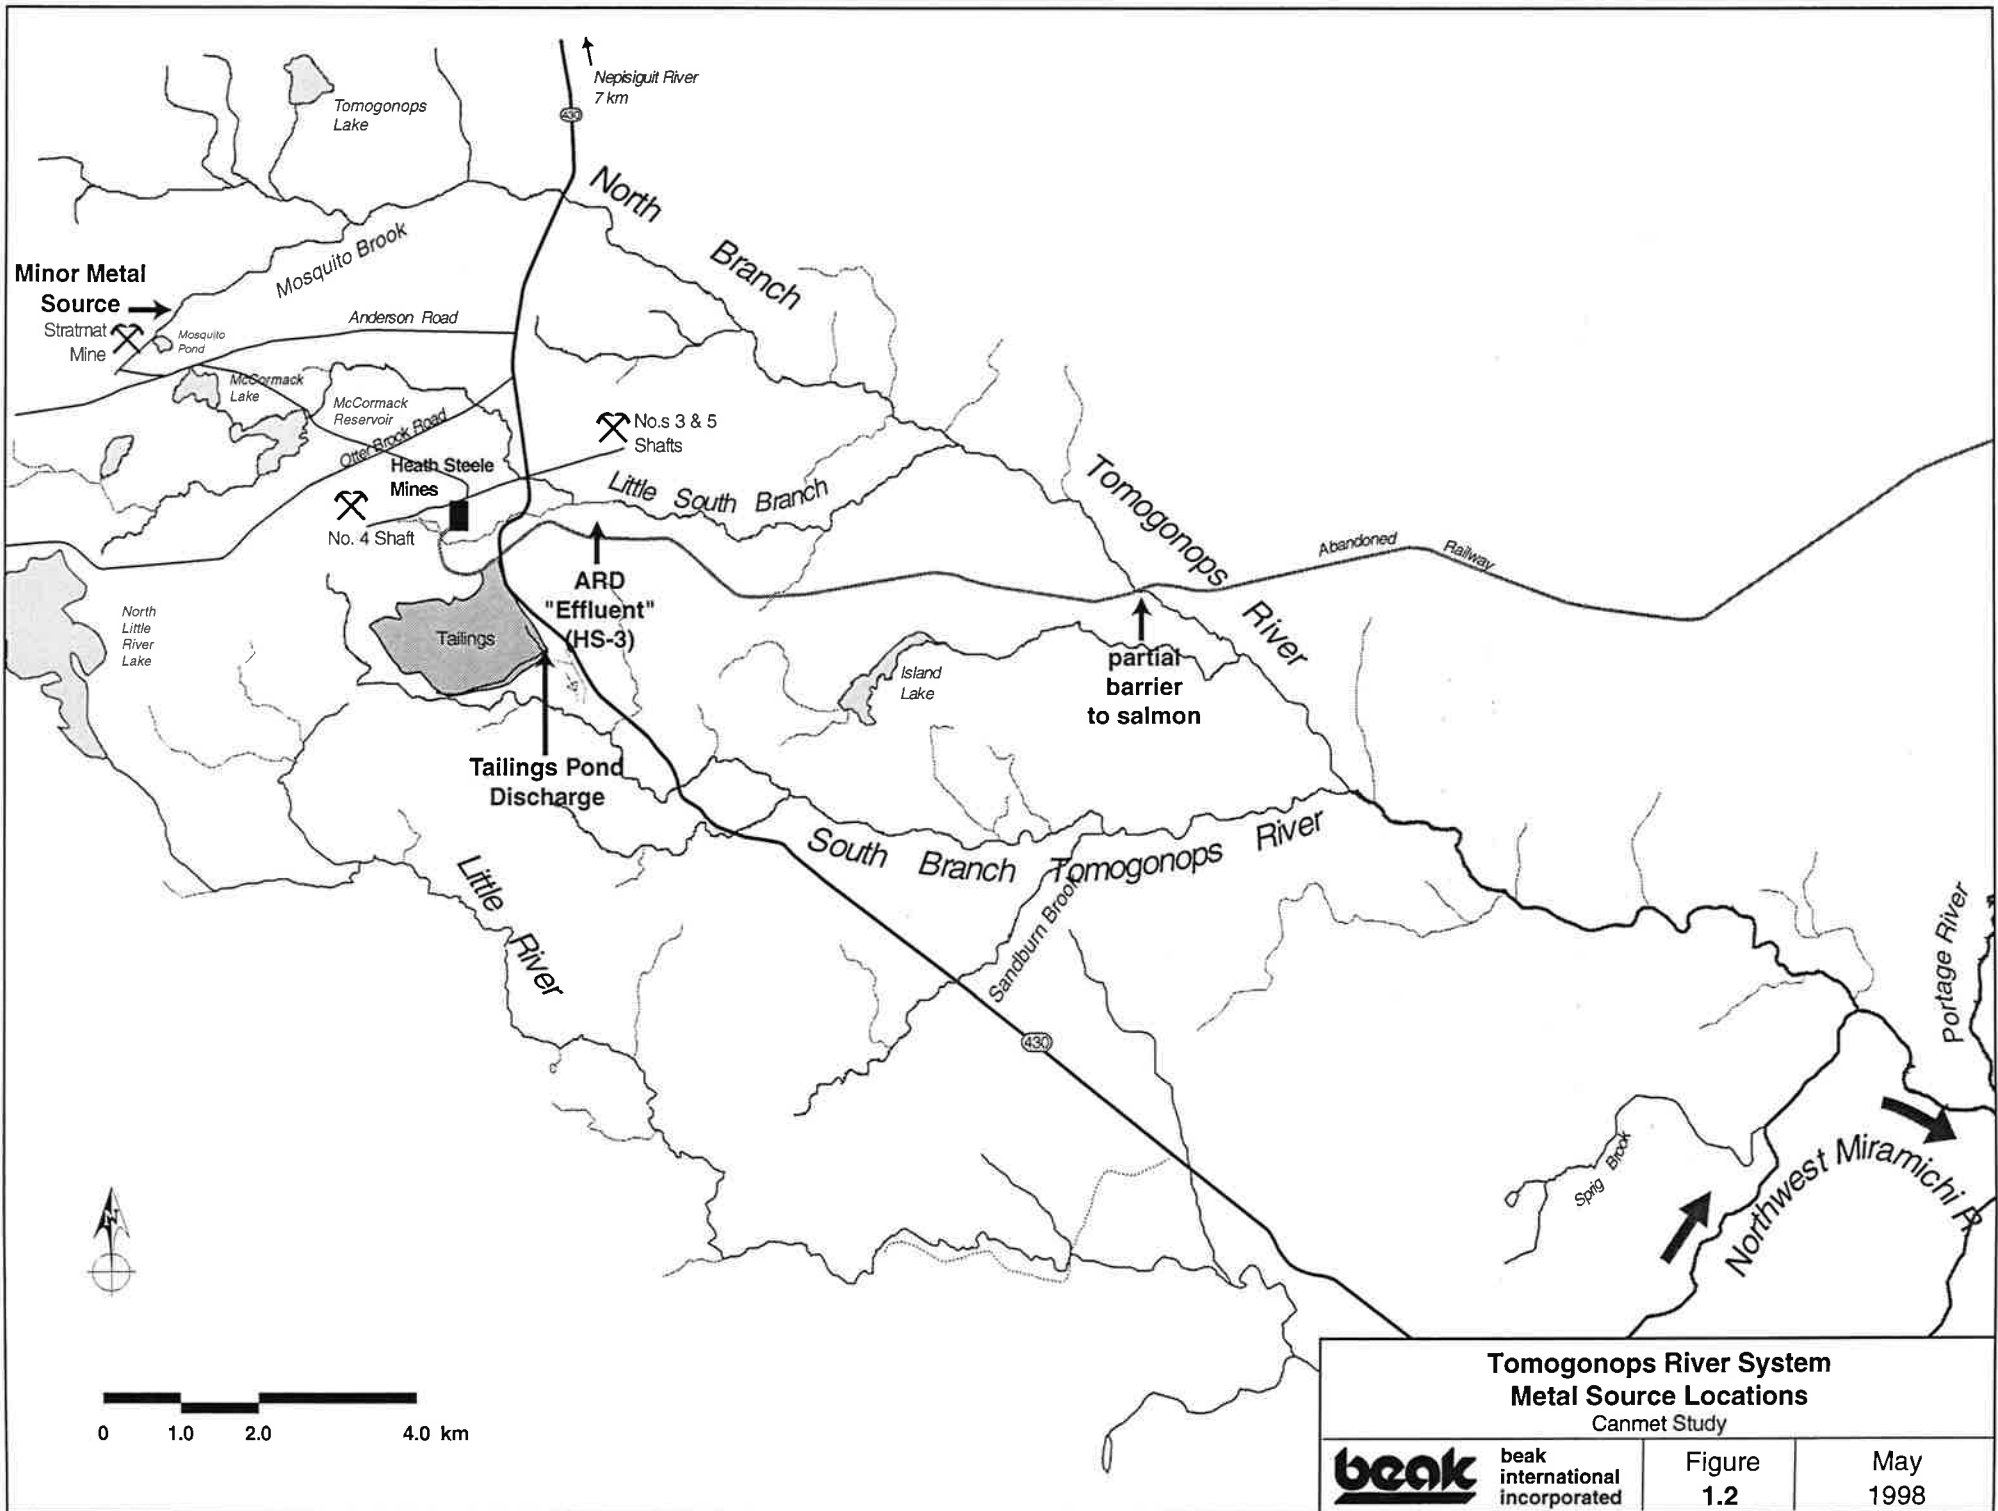 Nepisiguit River
7 km
430
Tomogonops
Lake
North
Branch
Mosquito Brook
Minor Metal
Source
Stratmat
Mine
Mosquito
Pond
Anderson Road
McCormack
Lake
McCormack
Reservoir
Otter Brook Road
No.s 3 & 5
Shafts
Heath Steele
Mines
Little South Branch
No. 4 Shaft
Tomogonops
River
Abandoned Railway
ARD
"Effluent"
(HS-3)
North
Little
River
Lake
Tailings
Island
Lake
partial
barrier
to salmon
Tailings Pond
Discharge
South Branch Tomogonops River
Little
River
Sandburn Brook
430
Portage River
Sprig Brook
Northwest Miramichi R.
N
0 1.0 2.0 4.0 km
Tomogonops River System
Metal Source Locations
Canmet Study
beak
beak
international
incorporated
Figure
1.2
May
1998